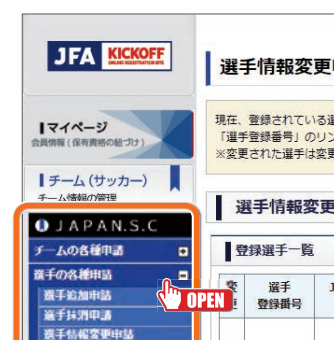 JFA KICKOFF
ONLINE REGISTRATION SITE
マイページ
会員情報（保有資格の紐づけ）
チーム（サッカー）
チーム情報の管理
JAPAN.S.C
チームの各種申請
選手の各種申請
選手追加申請
選手抹消申請
選手情報変更申請
OPEN
選手情報変更
現在、登録されている選
「選手登録番号」のリン
※変更された選手は変更
選手情報変更
登録選手一覧
変更
選手
登録番号
J